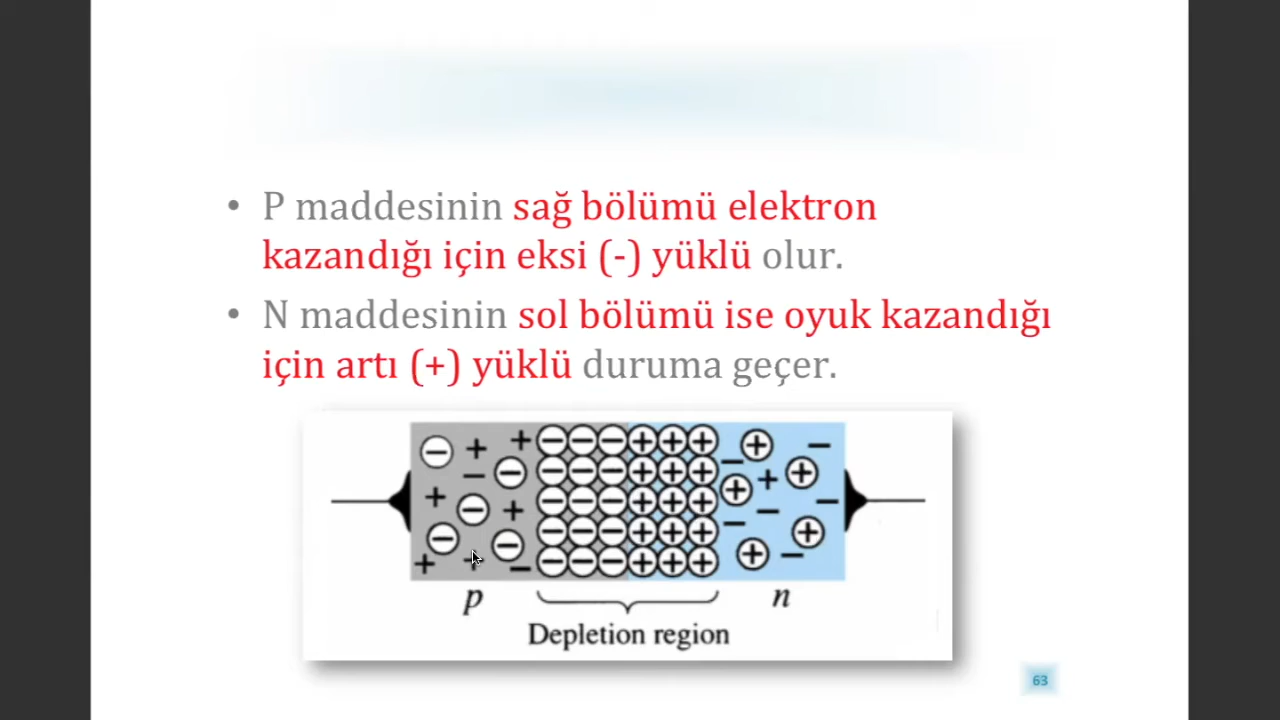 • P maddesinin sağ bölümü elektron
kazandığı için eksi (-) yüklü olur.
• N maddesinin sol bölümü ise oyuk kazandığı
için artı (+) yüklü duruma geçer.
p
n
Depletion region
63